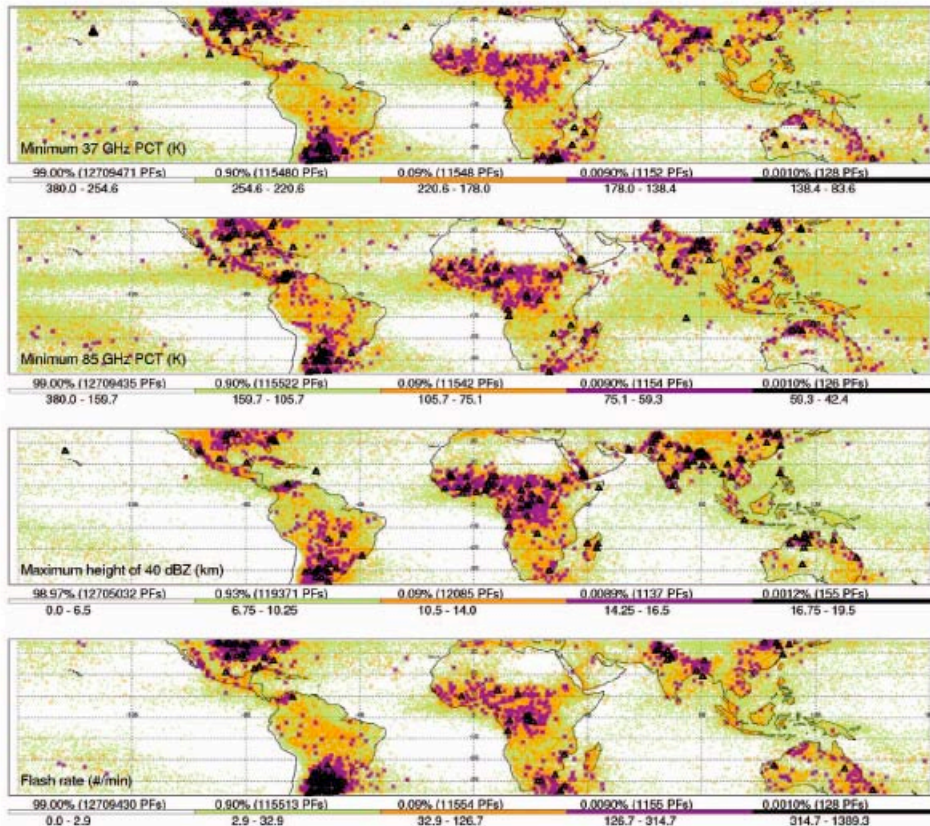 Minimum 37 GHz PCT (K)
99.00% (12709471 PFs) 0.90% (115480 PFs) 0.09% (11548 PFs) 0.0090% (1152 PFs) 0.0010% (128 PFs)
380.0 - 254.6 254.6 - 220.6 220.6 - 178.0 178.0 - 138.4 138.4 - 83.6
Minimum 85 GHz PCT (K)
99.00% (12709435 PFs) 0.90% (115522 PFs) 0.09% (11542 PFs) 0.0090% (1154 PFs) 0.0010% (126 PFs)
380.0 - 159.7 159.7 - 105.7 105.7 - 75.1 75.1 - 59.3 59.3 - 42.4
Maximum height of 40 dBZ (km)
98.97% (12705032 PFs) 0.93% (119371 PFs) 0.09% (12085 PFs) 0.0089% (1137 PFs) 0.0012% (155 PFs)
0.0 - 6.5 6.75 - 10.25 10.5 - 14.0 14.25 - 16.5 16.75 - 19.5
Flash rate (#/min)
99.00% (12709430 PFs) 0.90% (115513 PFs) 0.09% (11554 PFs) 0.0090% (1155 PFs) 0.0010% (128 PFs)
0.0 - 2.9 2.9 - 32.9 32.9 - 126.7 126.7 - 314.7 314.7 - 1389.3